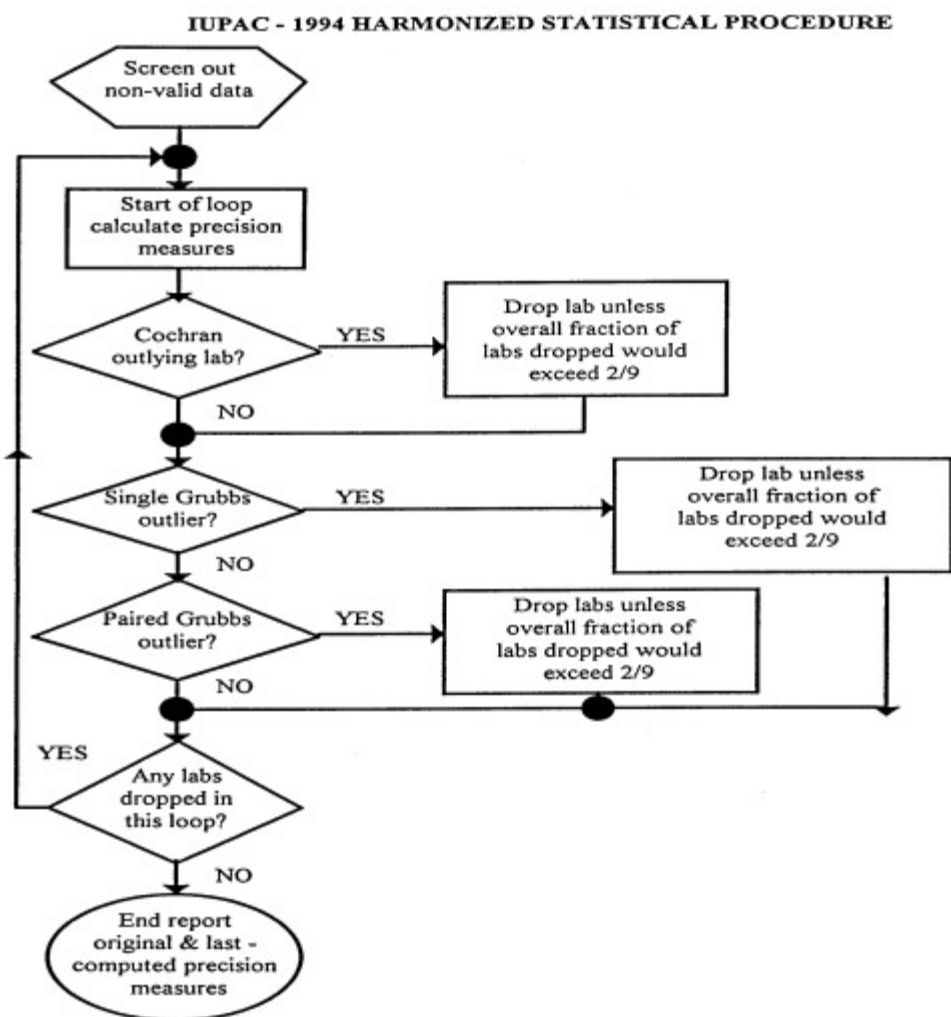 IUPAC - 1994 HARMONIZED STATISTICAL PROCEDURE
Screen out
non-valid data
Start of loop
calculate precision
measures
Cochran
outlying lab?
YES
Drop lab unless
overall fraction of
labs dropped would
exceed 2/9
NO
Single Grubbs
outlier?
YES
Drop lab unless
overall fraction of
labs dropped would
exceed 2/9
NO
Paired Grubbs
outlier?
YES
Drop labs unless
overall fraction of
labs dropped would
exceed 2/9
NO
YES
Any labs
dropped in
this loop?
NO
End report
original & last -
computed precision
measures